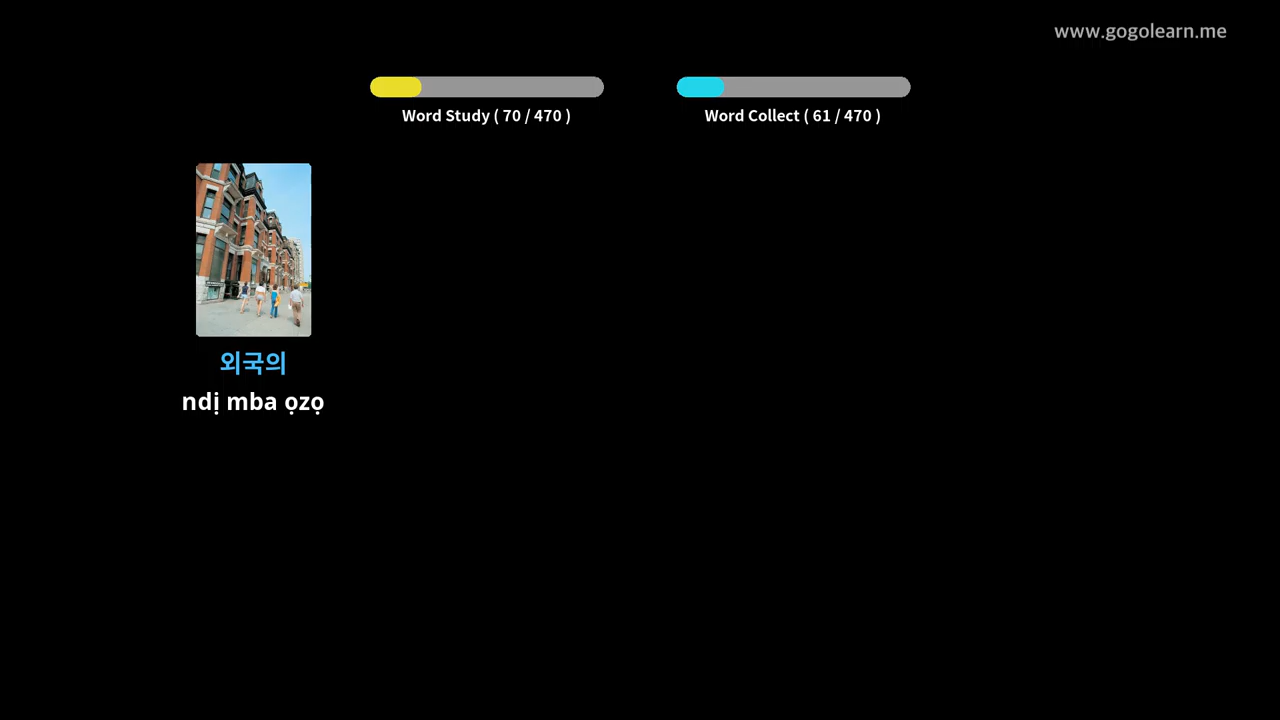 www.gogolearn.me
Word Study ( 70 / 470 )
Word Collect ( 61 / 470 )
외국의
ndị mba ọzọ